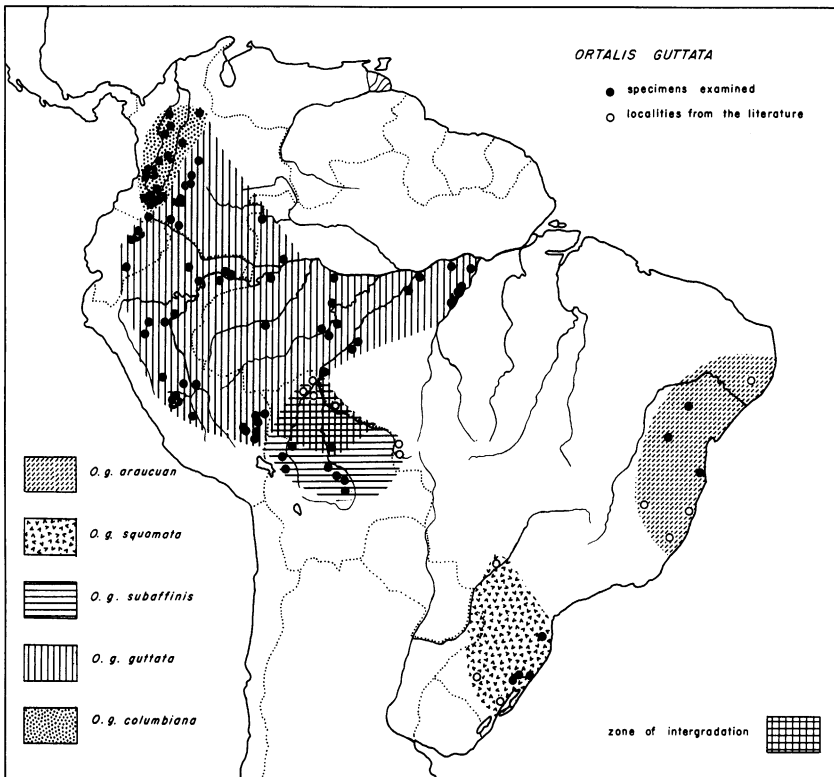 ORTALIS GUTTATA
specimens examined
localities from the literature
O. g. araucuan
O. g. squamata
O. g. subaffinis
O. g. guttata
O. g. columbiana
zone of intergradation